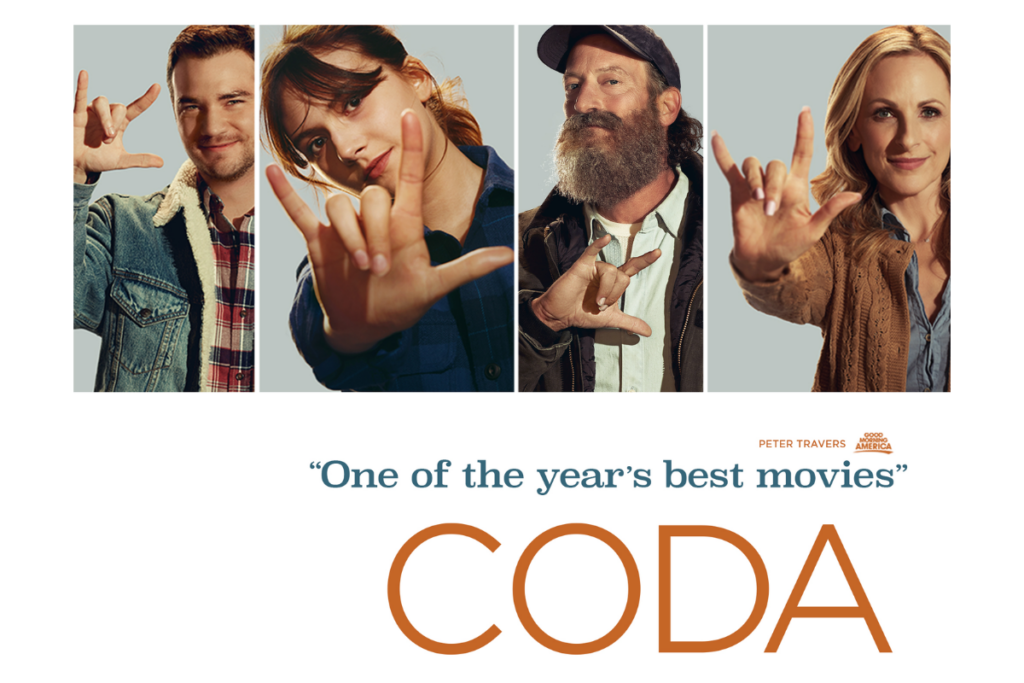 PETER TRAVERS GOOD MORNING AMERICA
“One of the year’s best movies”
CODA